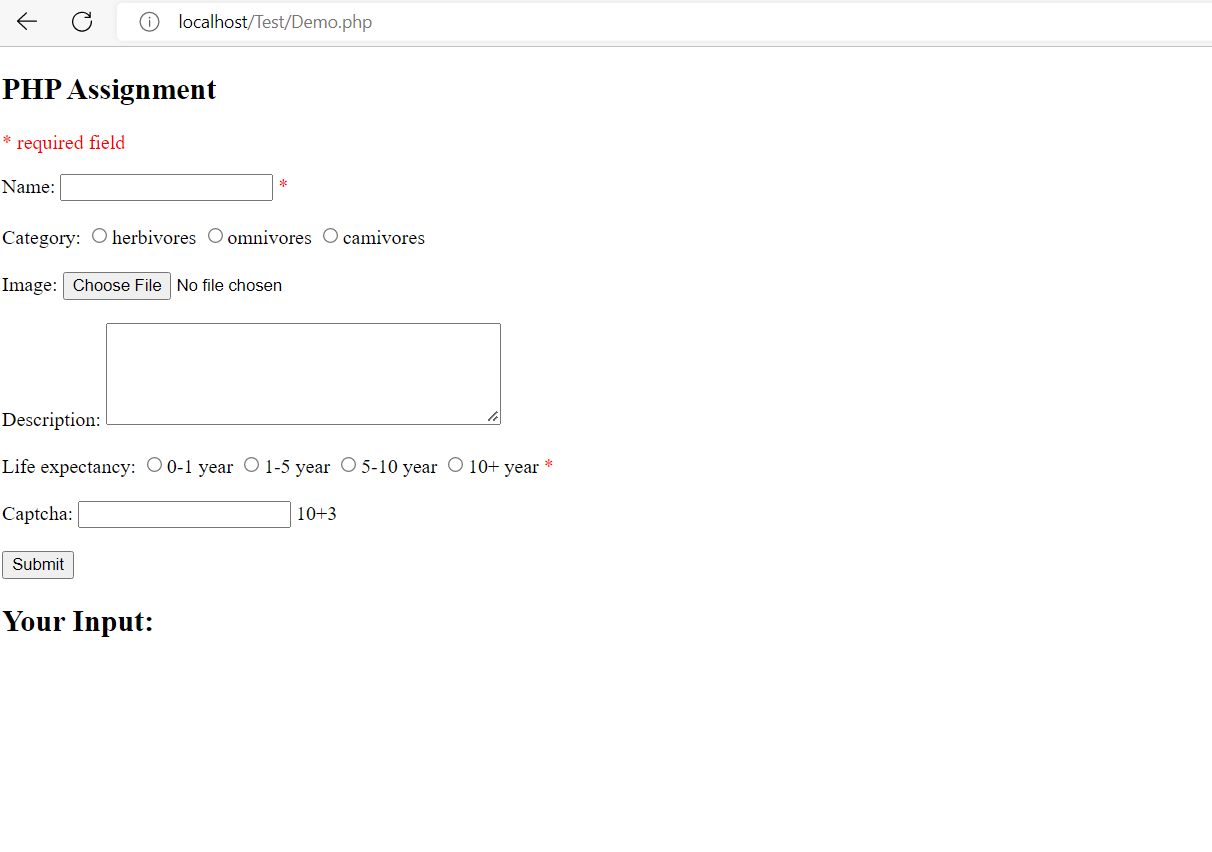 localhost/Test/Demo.php
PHP Assignment
* required field
Name: *
Category: herbivores omnivores camivores
Image: Choose File No file chosen
Description:
Life expectancy: 0-1 year 1-5 year 5-10 year 10+ year *
Captcha: 10+3
Submit
Your Input: